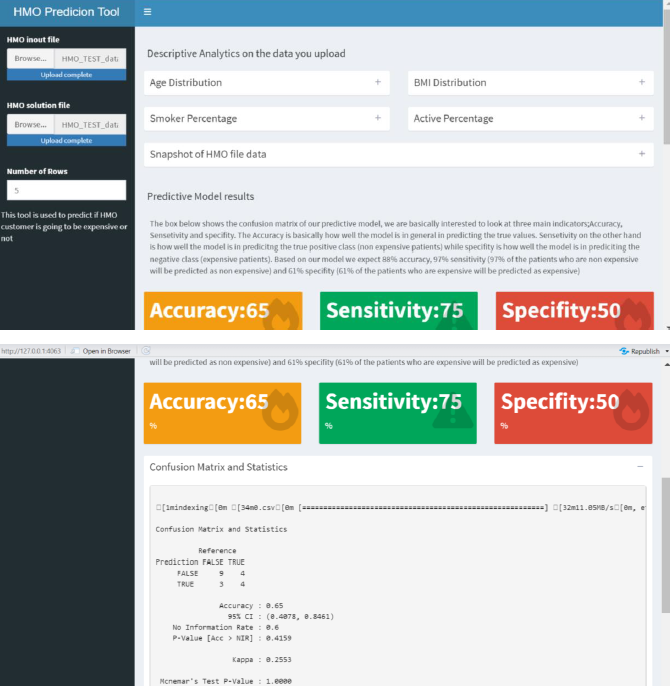 HMO Predicion Tool
HMO inout file
Browse... HMO_TEST_data
Upload complete
HMO solution file
Browse... HMO_TEST_data
Upload complete
Number of Rows
5
This tool is used to predict if HMO
customer is going to be expensive or
not
Descriptive Analytics on the data you upload
Age Distribution +
BMI Distribution +
Smoker Percentage +
Active Percentage +
Snapshot of HMO file data +
Predictive Model results
The box below shows the confusion matrix of our predictive model, we are basically interested to look at three main indicators;Accuracy,
Sensetivity and specifity. The Accuracy is basically how well the model is in general in predicting the true values. Sensetivity on the other hand
is how well the model is in predicitng the true positive class (non expensive patients) while specifity is how well the model is in prediciting the
negative class (expensive patients). Based on our model we expect 88% accuracy, 97% sensitivity (97% of the patients who are non expensive
will be predicted as non expensive) and 61% specifity (61% of the patients who are expensive will be predicted as expensive)
Accuracy:65
Sensitivity:75
Specifity:50
http://127.0.0.1:4063 Open in Browser Republish
will be predicted as non expensive) and 61% specifity (61% of the patients who are expensive will be predicted as expensive)
Accuracy:65
%
Sensitivity:75
%
Specifity:50
%
Confusion Matrix and Statistics −
□[1mindexing□[0m □[34m0.csv□[0m [==========================================================] □[32m11.05MB/s□[0m, e
Confusion Matrix and Statistics
Reference
Prediction FALSE TRUE
FALSE 9 4
TRUE 3 4
Accuracy : 0.65
95% CI : (0.4078, 0.8461)
No Information Rate : 0.6
P-Value [Acc > NIR] : 0.4159
Kappa : 0.2553
Mcnemar's Test P-Value : 1.0000